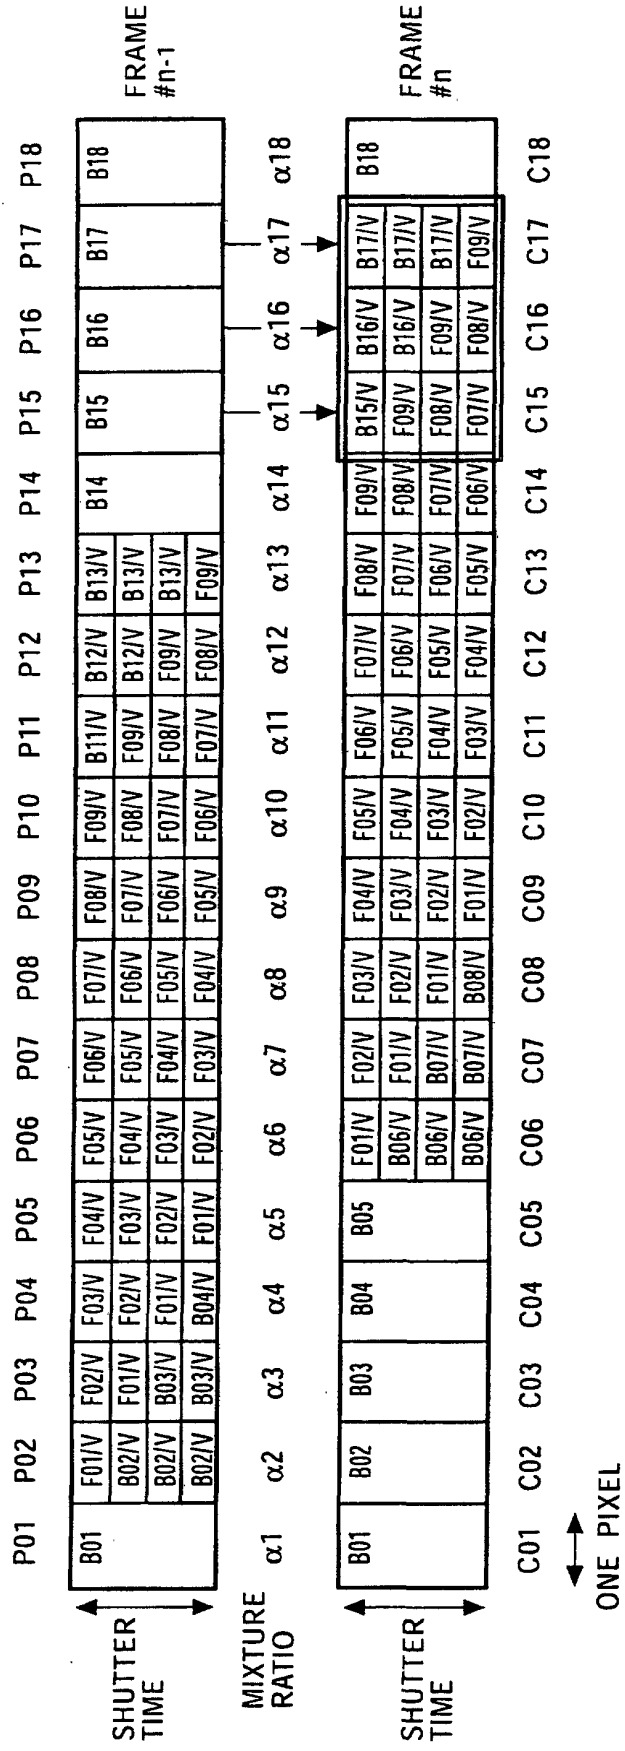 P01 P02 P03 P04 P05 P06 P07 P08 P09 P10 P11 P12 P13 P14 P15 P16 P17 P18
SHUTTER
TIME
B01 F01/V F02/V F03/V F04/V F05/V F06/V F07/V F08/V F09/V B11/V B12/V B13/V B14 B15 B16 B17 B18
B02/V F01/V F02/V F03/V F04/V F05/V F06/V F07/V F08/V F09/V B12/V B13/V
B02/V B03/V F01/V F02/V F03/V F04/V F05/V F06/V F07/V F08/V F09/V B13/V
B02/V B03/V B04/V F01/V F02/V F03/V F04/V F05/V F06/V F07/V F08/V F09/V
FRAME
#n-1
MIXTURE
RATIO
α1 α2 α3 α4 α5 α6 α7 α8 α9 α10 α11 α12 α13 α14 α15 α16 α17 α18
SHUTTER
TIME
B01 B02 B03 B04 B05 F01/V F02/V F03/V F04/V F05/V F06/V F07/V F08/V F09/V B15/V B16/V B17/V B18
B06/V F01/V F02/V F03/V F04/V F05/V F06/V F07/V F08/V F09/V B16/V B17/V
B06/V B07/V F01/V F02/V F03/V F04/V F05/V F06/V F07/V F08/V F09/V B17/V
B06/V B07/V B08/V F01/V F02/V F03/V F04/V F05/V F06/V F07/V F08/V F09/V
FRAME
#n
C01 C02 C03 C04 C05 C06 C07 C08 C09 C10 C11 C12 C13 C14 C15 C16 C17 C18
ONE PIXEL